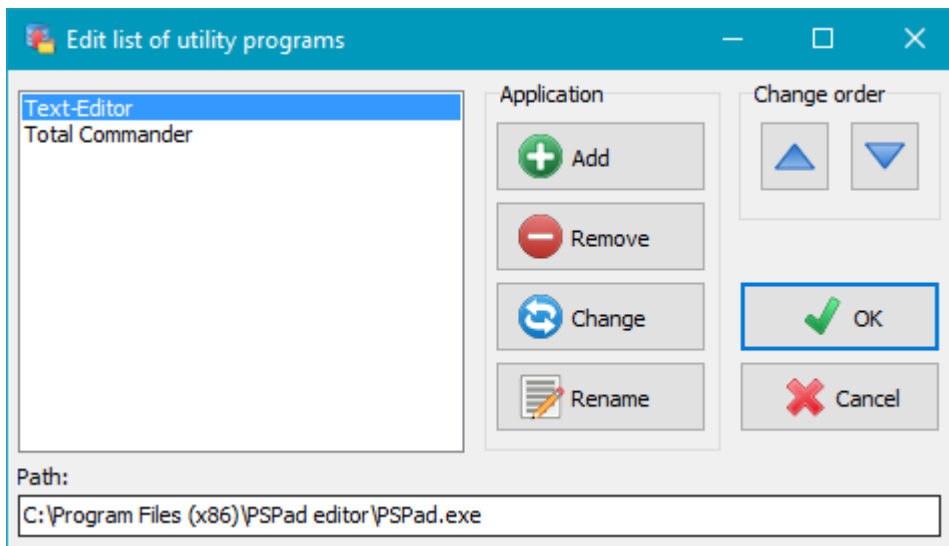 Edit list of utility programs
Text-Editor
Total Commander
Application
Add
Remove
Change
Rename
Change order
OK
Cancel
Path:
C:\Program Files (x86)\PSPad editor\PSPad.exe